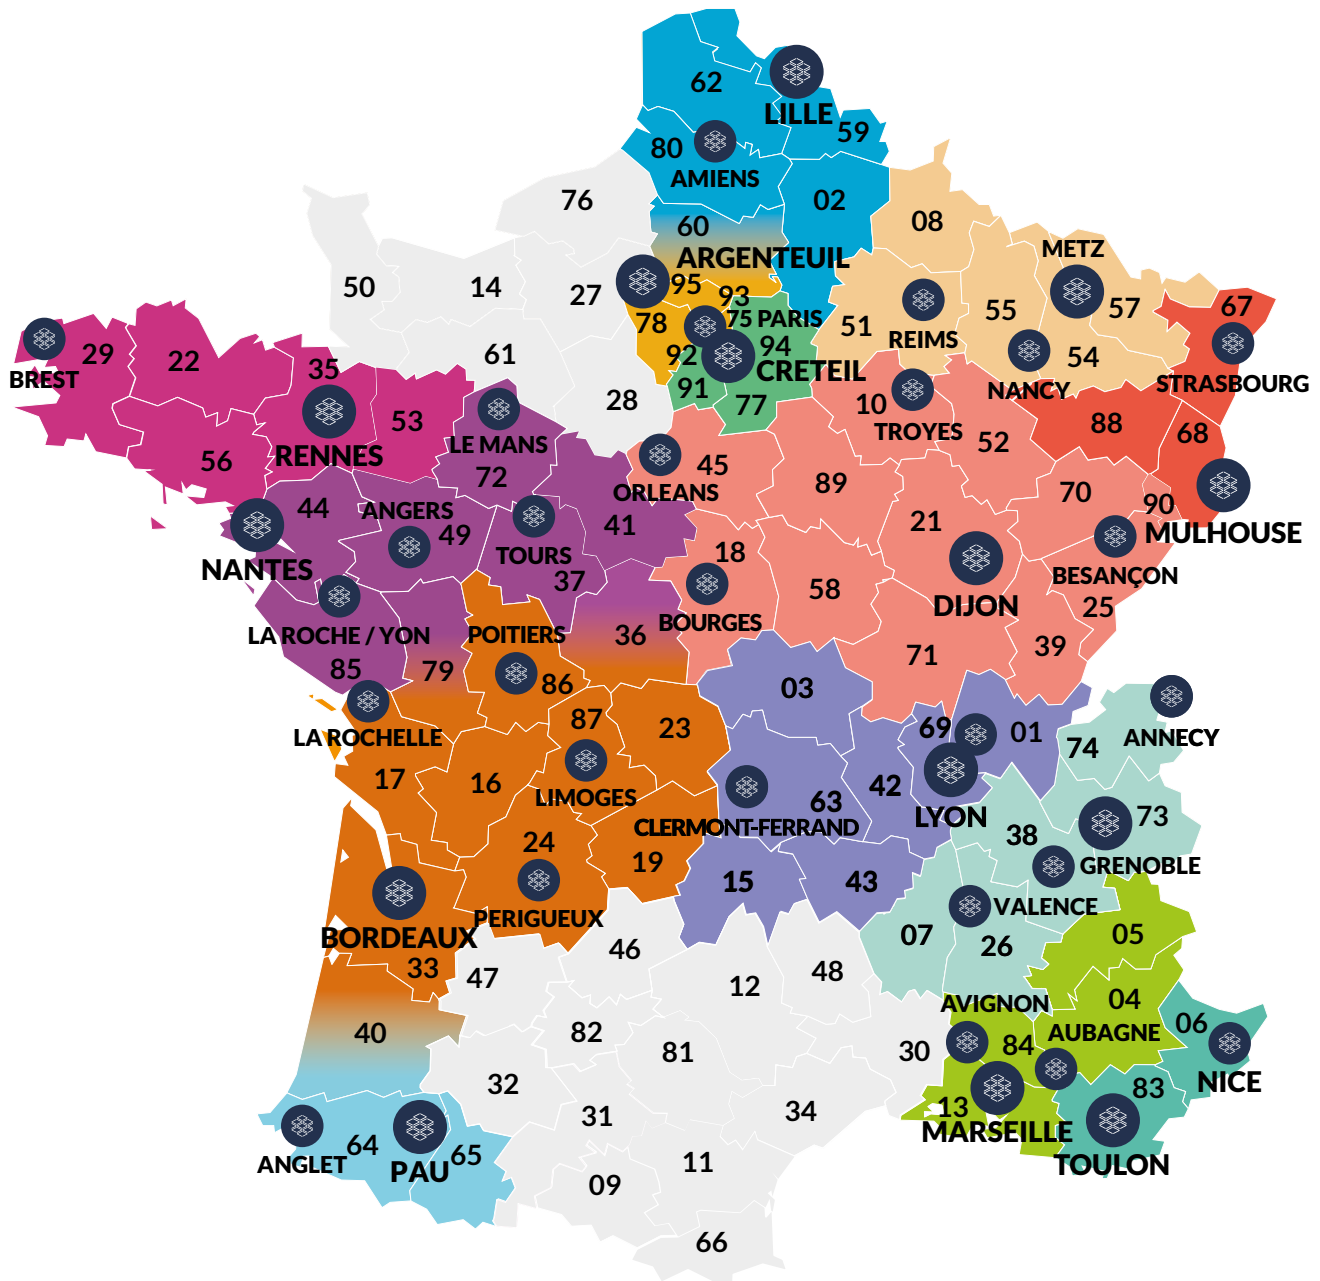 62
LILLE
59
80
AMIENS
02
76
60
08
ARGENTEUIL
METZ
50
14
27
95
93
55
57
67
78
75 PARIS
51
REIMS
BREST
29
22
35
61
92
94
54
CRETEIL
NANCY
STRASBOURG
91
28
77
10
53
TROYES
88
68
LE MANS
52
56
RENNES
72
45
ORLEANS
89
70
90
44
ANGERS
49
41
21
MULHOUSE
TOURS
18
NANTES
37
58
BESANÇON
DIJON
25
LA ROCHE / YON
POITIERS
36
BOURGES
39
85
79
86
71
03
87
23
69
01
74
ANNECY
LA ROCHELLE
17
16
LIMOGES
63
42
LYON
73
CLERMONT-FERRAND
38
24
19
GRENOBLE
15
43
PERIGUEUX
VALENCE
BORDEAUX
07
26
05
33
47
46
12
48
AVIGNON
04
40
82
81
30
84
AUBAGNE
06
32
NICE
31
34
13
83
MARSEILLE
ANGLET
64
PAU
65
11
TOULON
09
66